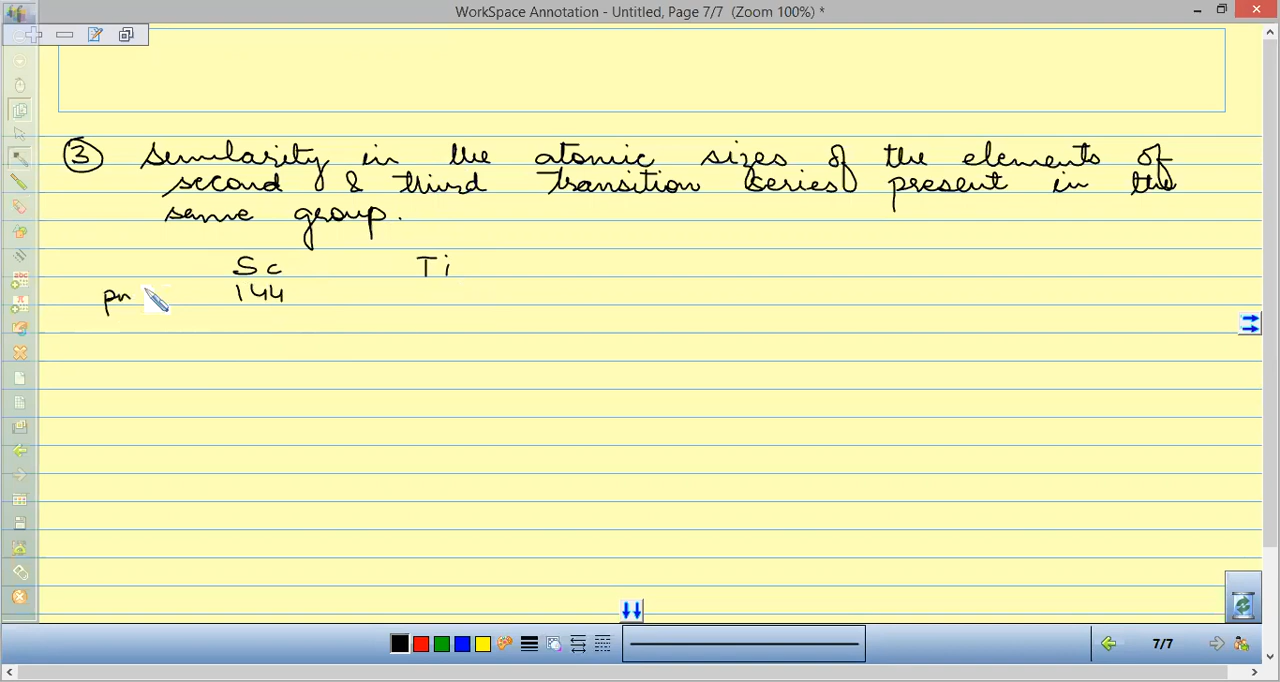 WorkSpace Annotation - Untitled, Page 7/7 (Zoom 100%) *
③ Similarity in the atomic sizes of the elements of
second & third transition series present in the
same group.
Sc Ti
pm 144
7/7